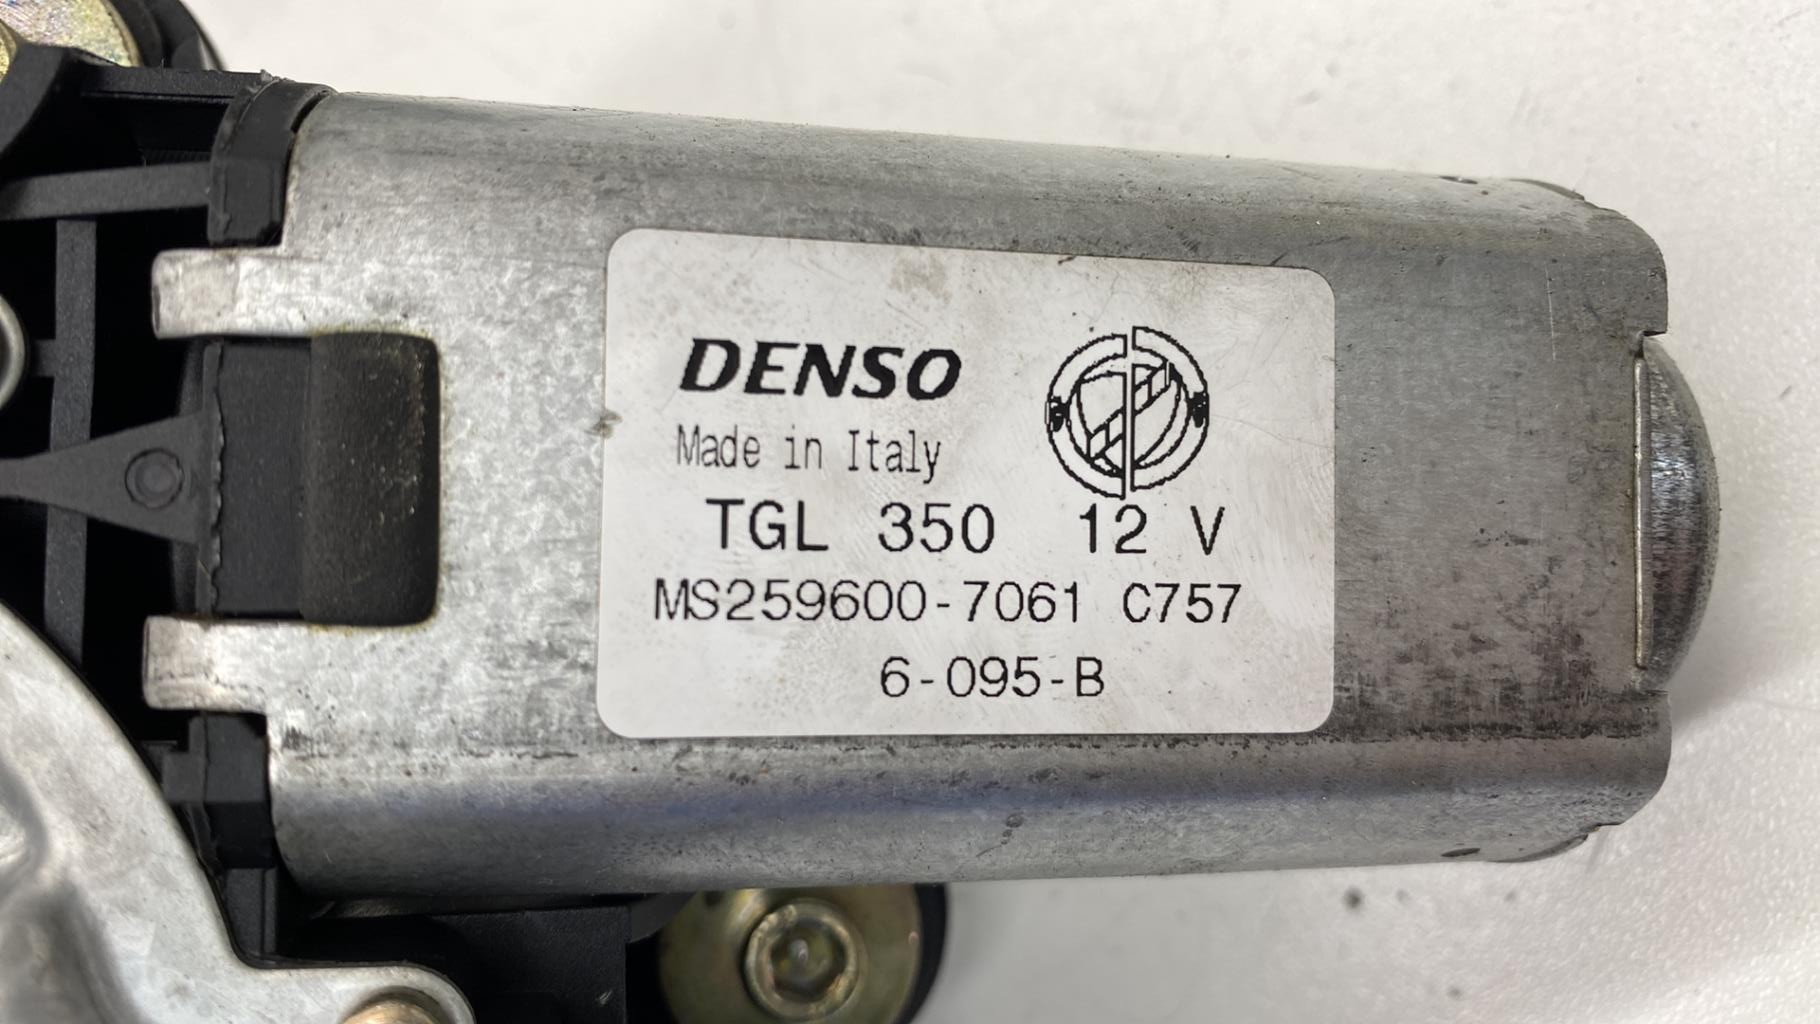 DENSO
Made in Italy
TGL 350 12 V
MS259600-7061 C757
6-095-B